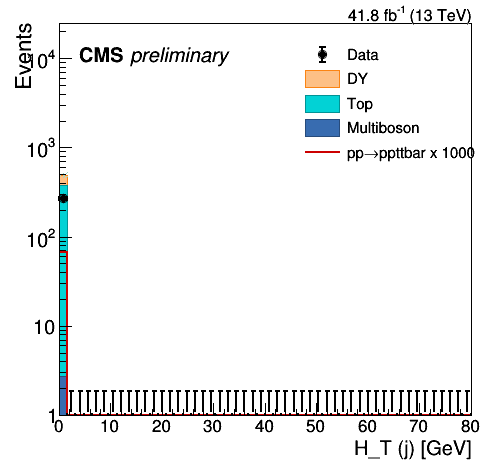 41.8 fb⁻¹ (13 TeV)
Events
CMS preliminary
Data
DY
Top
Multiboson
pp→ppttbar x 1000
10⁴
10³
10²
10
1
0 10 20 30 40 50 60 70 80
H_T (j) [GeV]